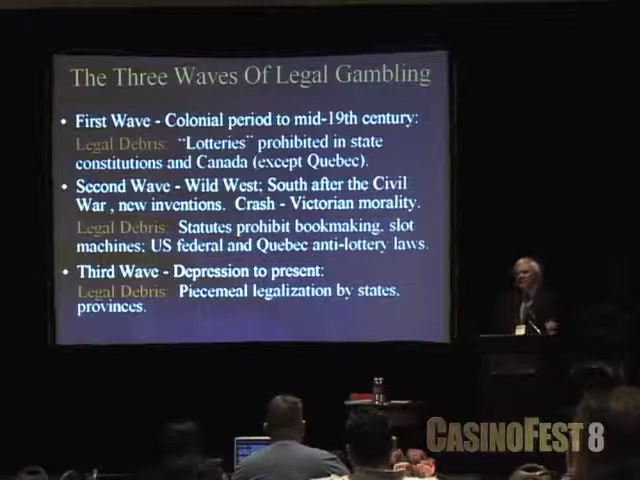 The Three Waves Of Legal Gambling
• First Wave - Colonial period to mid-19th century:
Legal Debris: "Lotteries" prohibited in state
constitutions and Canada (except Quebec).
• Second Wave - Wild West; South after the Civil
War, new inventions. Crash - Victorian morality.
Legal Debris: Statutes prohibit bookmaking, slot
machines; US federal and Quebec anti-lottery laws.
• Third Wave - Depression to present:
Legal Debris: Piecemeal legalization by states,
provinces.
CASINOFEST 8